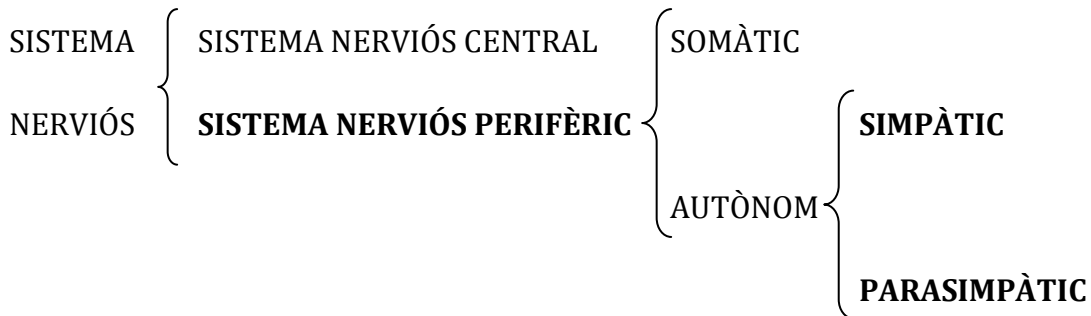 SISTEMA SISTEMA NERVIÓS CENTRAL SOMÀTIC
NERVIÓS SISTEMA NERVIÓS PERIFÈRIC SIMPÀTIC
AUTÒNOM
PARASIMPÀTIC